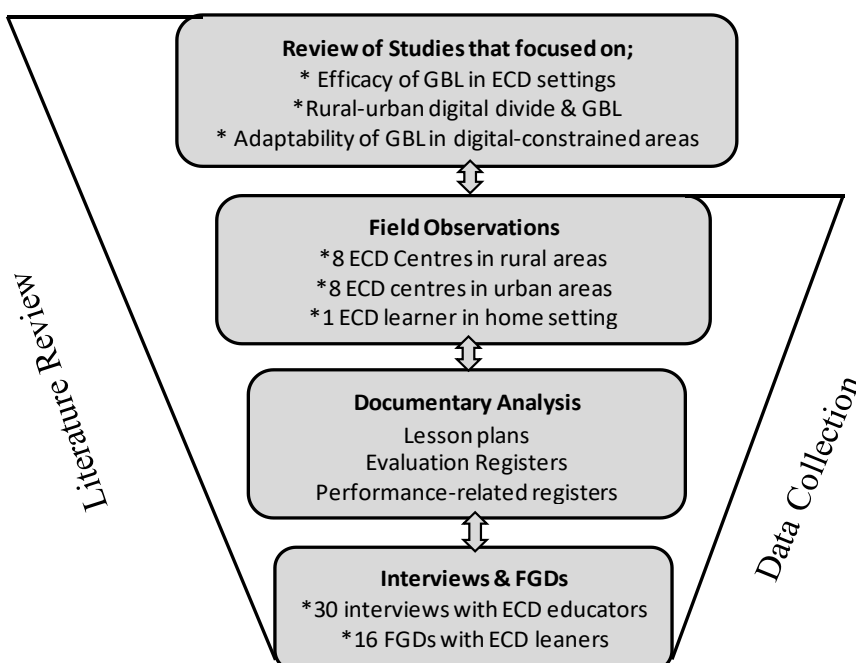 Review of Studies that focused on;
* Efficacy of GBL in ECD settings
*Rural-urban digital divide & GBL
* Adaptability of GBL in digital-constrained areas
Field Observations
*8 ECD Centres in rural areas
*8 ECD centres in urban areas
*1 ECD learner in home setting
Literature Review
Documentary Analysis
Lesson plans
Evaluation Registers
Performance-related registers
Data Collection
Interviews & FGDs
*30 interviews with ECD educators
*16 FGDs with ECD leaners